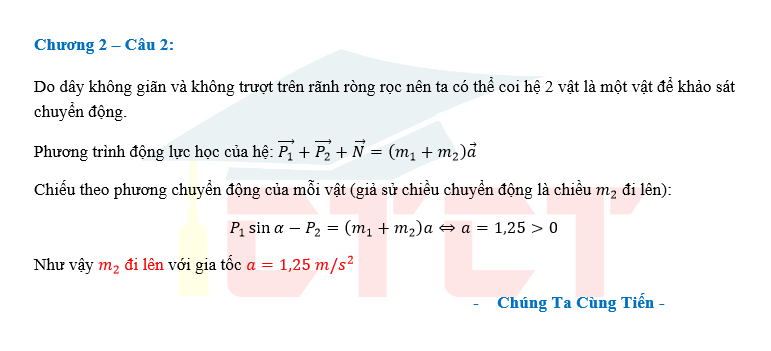 Chương 2 – Câu 2:
Do dây không giãn và không trượt trên rãnh ròng rọc nên ta có thể coi hệ 2 vật là một vật để khảo sát
chuyển động.
Phương trình động lực học của hệ: $\overrightarrow{P_1} + \overrightarrow{P_2} + \vec{N} = (m_1 + m_2)\vec{a}$
Chiếu theo phương chuyển động của mỗi vật (giả sử chiều chuyển động là chiều $m_2$ đi lên):
$P_1 \sin \alpha - P_2 = (m_1 + m_2)a \Leftrightarrow a = 1,25 > 0$
Như vậy $m_2$ đi lên với gia tốc $a = 1,25 \, m/s^2$
- Chúng Ta Cùng Tiến -
CTCT